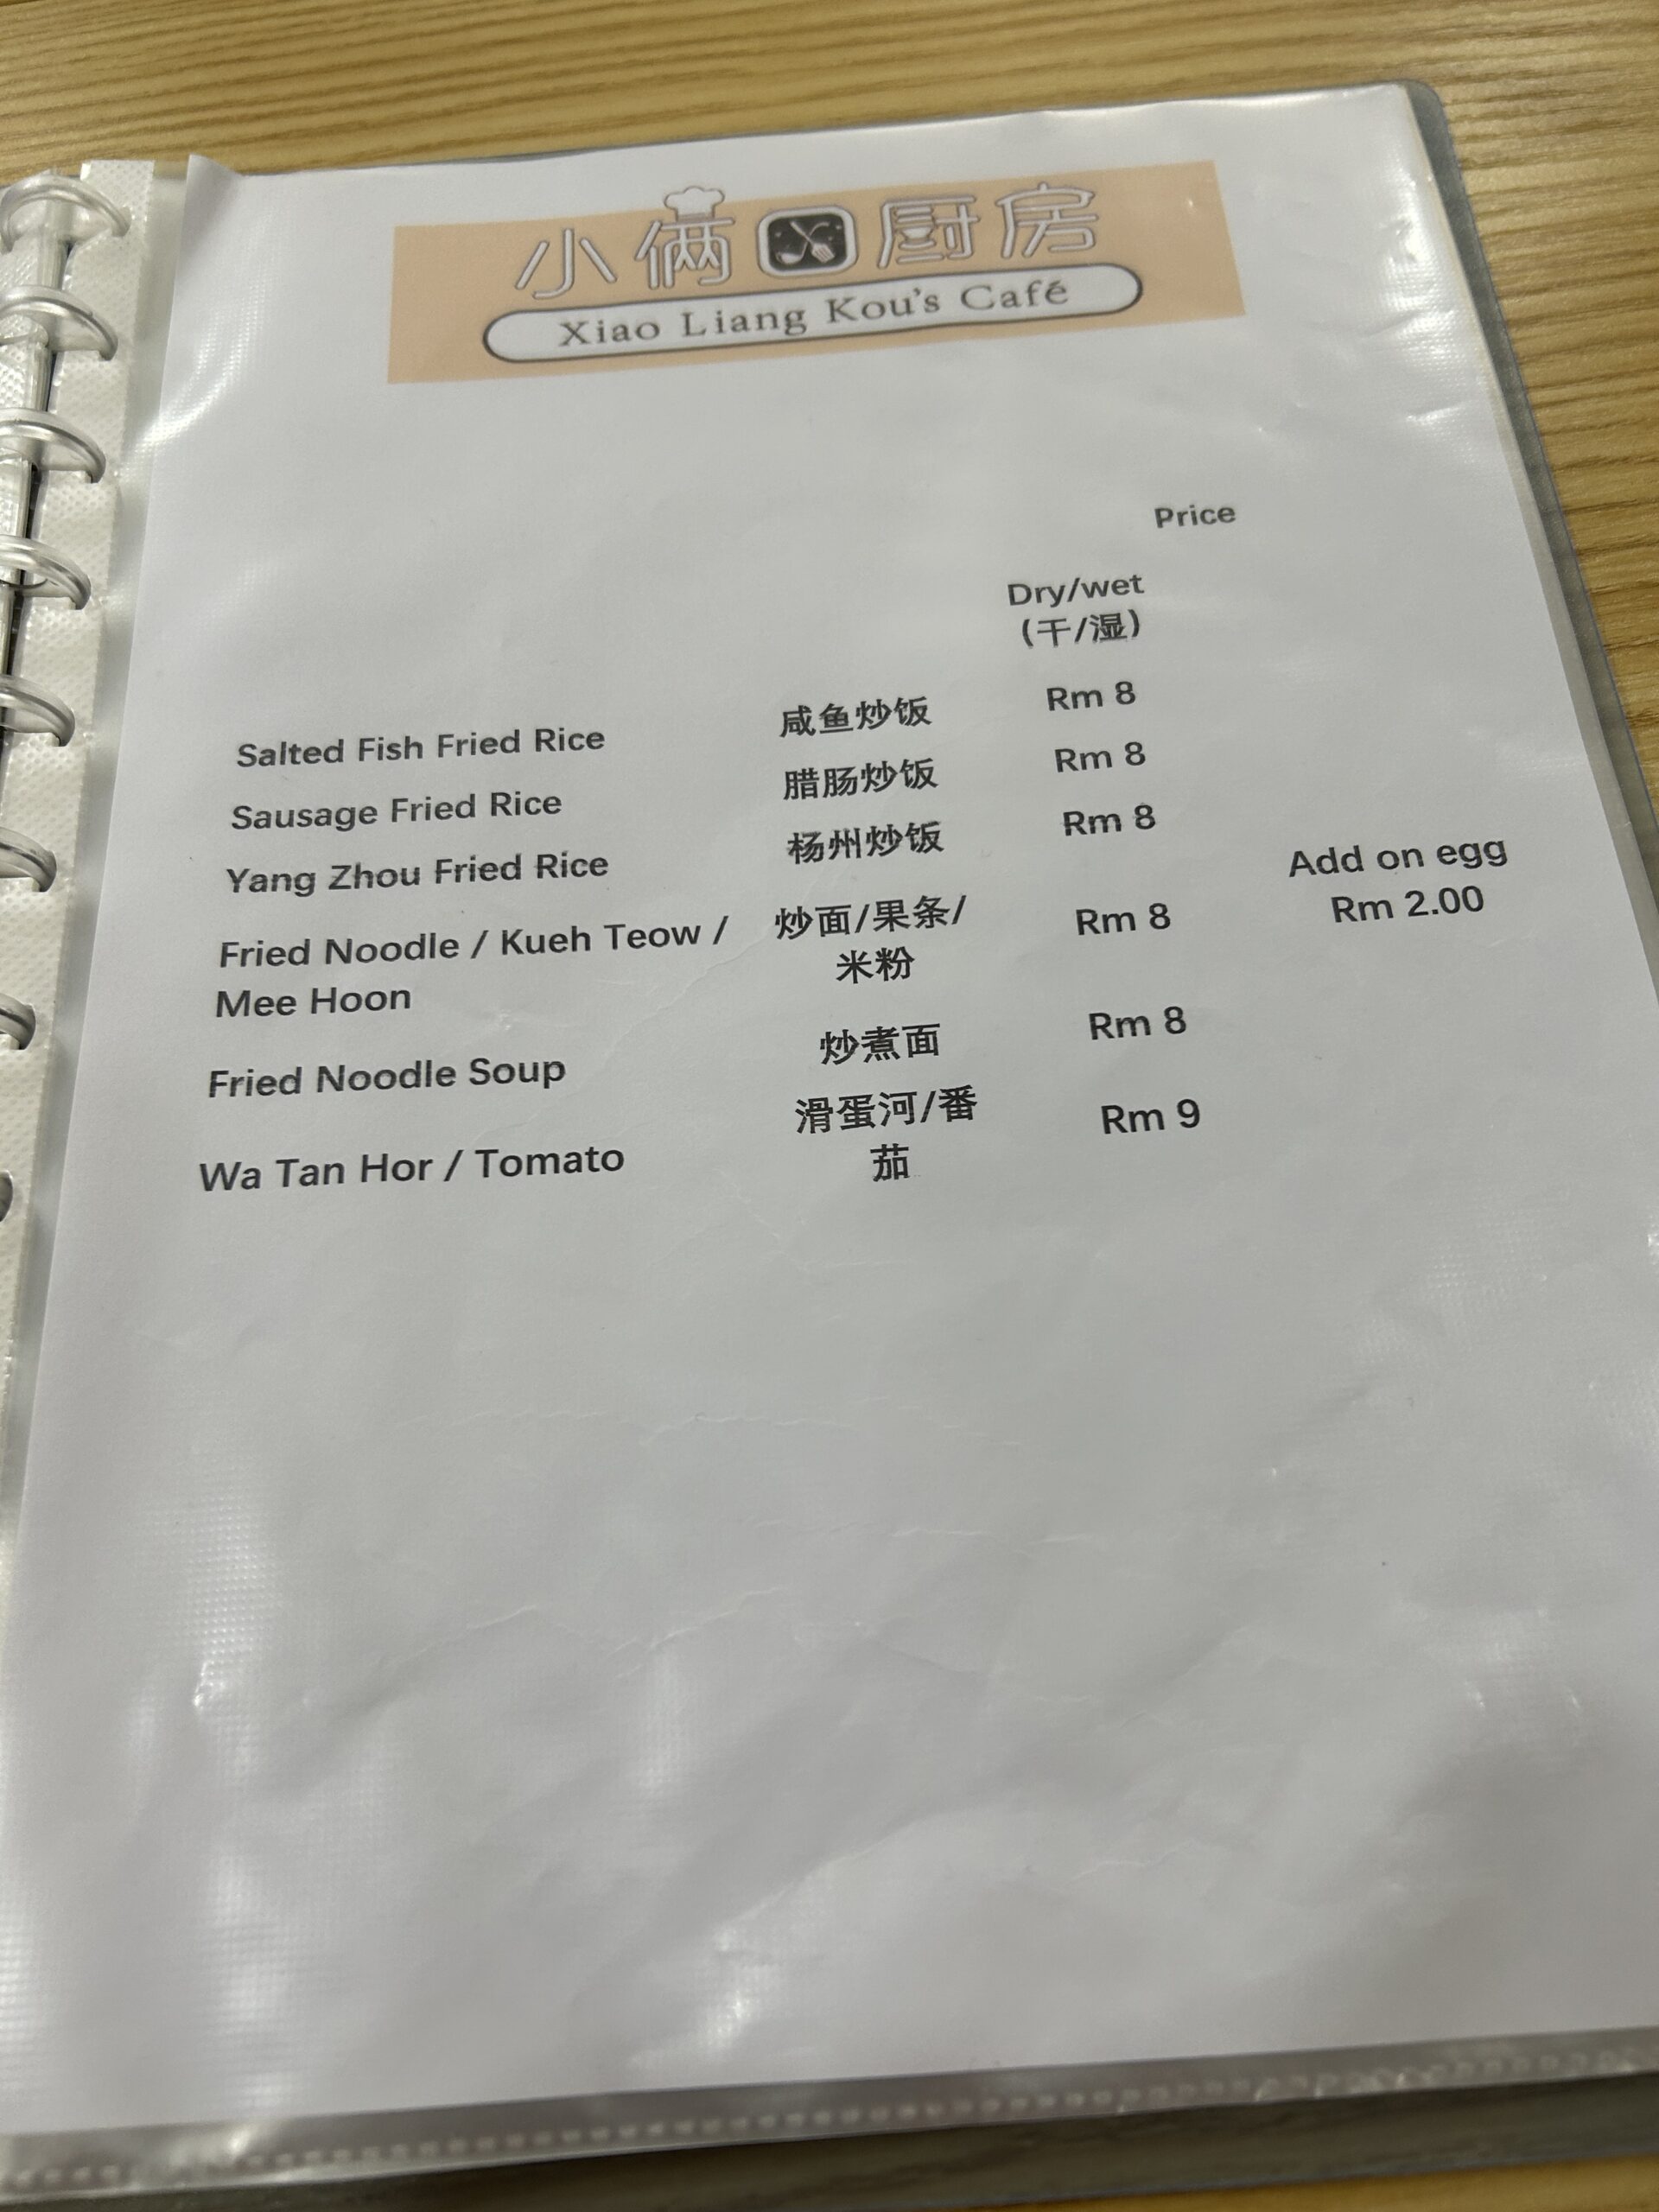 小俩口厨房
Xiao Liang Kou's Café
Price
Dry/wet
(干/湿)
Salted Fish Fried Rice 咸鱼炒饭 Rm 8
Sausage Fried Rice 腊肠炒饭 Rm 8
Yang Zhou Fried Rice 杨州炒饭 Rm 8
Fried Noodle / Kueh Teow / 炒面/果条/ Rm 8 Add on egg
Mee Hoon 米粉 Rm 2.00
Fried Noodle Soup 炒煮面 Rm 8
Wa Tan Hor / Tomato 滑蛋河/番 Rm 9
茄